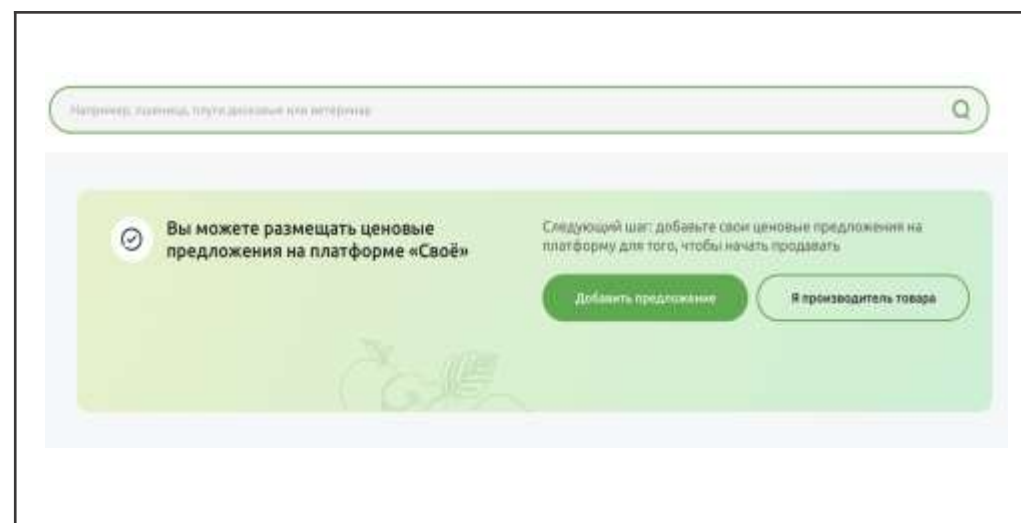 Например, пшеница, плуги дисковые или ветеринар
Вы можете размещать ценовые
предложения на платформе «Своё»
Следующий шаг: добавьте свои ценовые предложения на
платформу для того, чтобы начать продавать
Добавить предложение
Я производитель товара